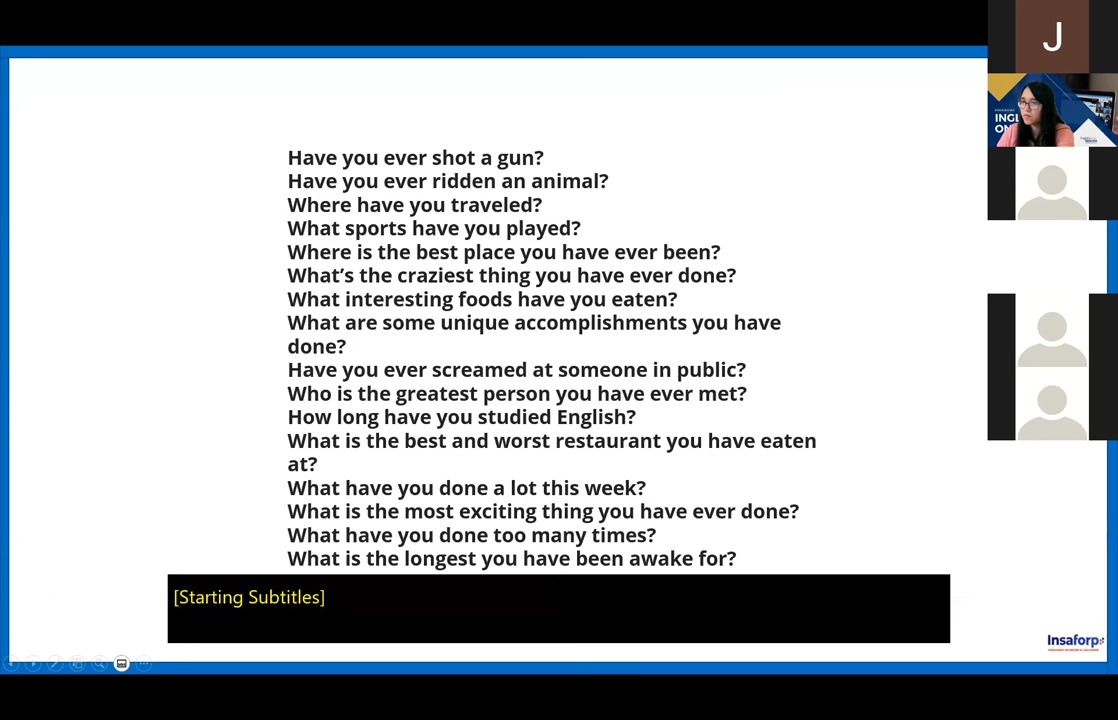 J
INGL
ON
Have you ever shot a gun?
Have you ever ridden an animal?
Where have you traveled?
What sports have you played?
Where is the best place you have ever been?
What’s the craziest thing you have ever done?
What interesting foods have you eaten?
What are some unique accomplishments you have
done?
Have you ever screamed at someone in public?
Who is the greatest person you have ever met?
How long have you studied English?
What is the best and worst restaurant you have eaten
at?
What have you done a lot this week?
What is the most exciting thing you have ever done?
What have you done too many times?
What is the longest you have been awake for?
[Starting Subtitles]
Insaforp